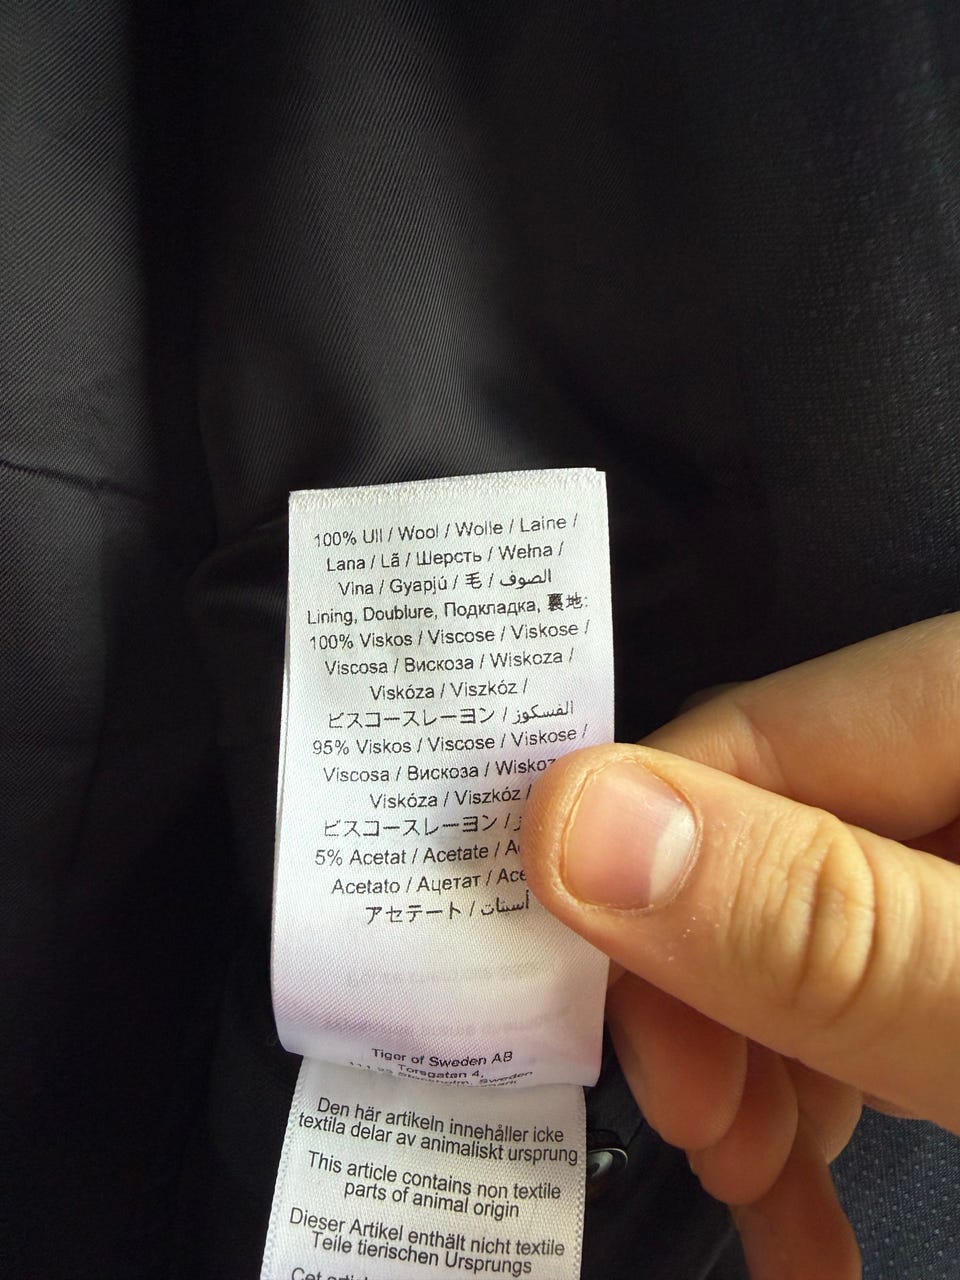 100% Ull / Wool / Wolle / Laine /
Lana / Lã / Шерсть / Wełna /
Vlna / Gyapjú / 毛 / الصوف
Lining, Doublure, Подкладка, 裏地:
100% Viskos / Viscose / Viskose /
Viscosa / Вискоза / Wiskoza /
Viskóza / Viszkóz /
ビスコースレーヨン / الفسكوز
95% Viskos / Viscose / Viskose /
Viscosa / Вискоза / Wiskoz
Viskóza / Viszkóz /
ビスコースレーヨン /
5% Acetat / Acetate /
Acetato / Ацетат /
アセテート / أسيتات
Tiger of Sweden AB
Torsgatan 4,
Stockholm, Sweden
Den här artikeln innehåller icke
textila delar av animaliskt ursprung
This article contains non textile
parts of animal origin
Dieser Artikel enthält nicht textile
Teile tierischen Ursprungs
Cet